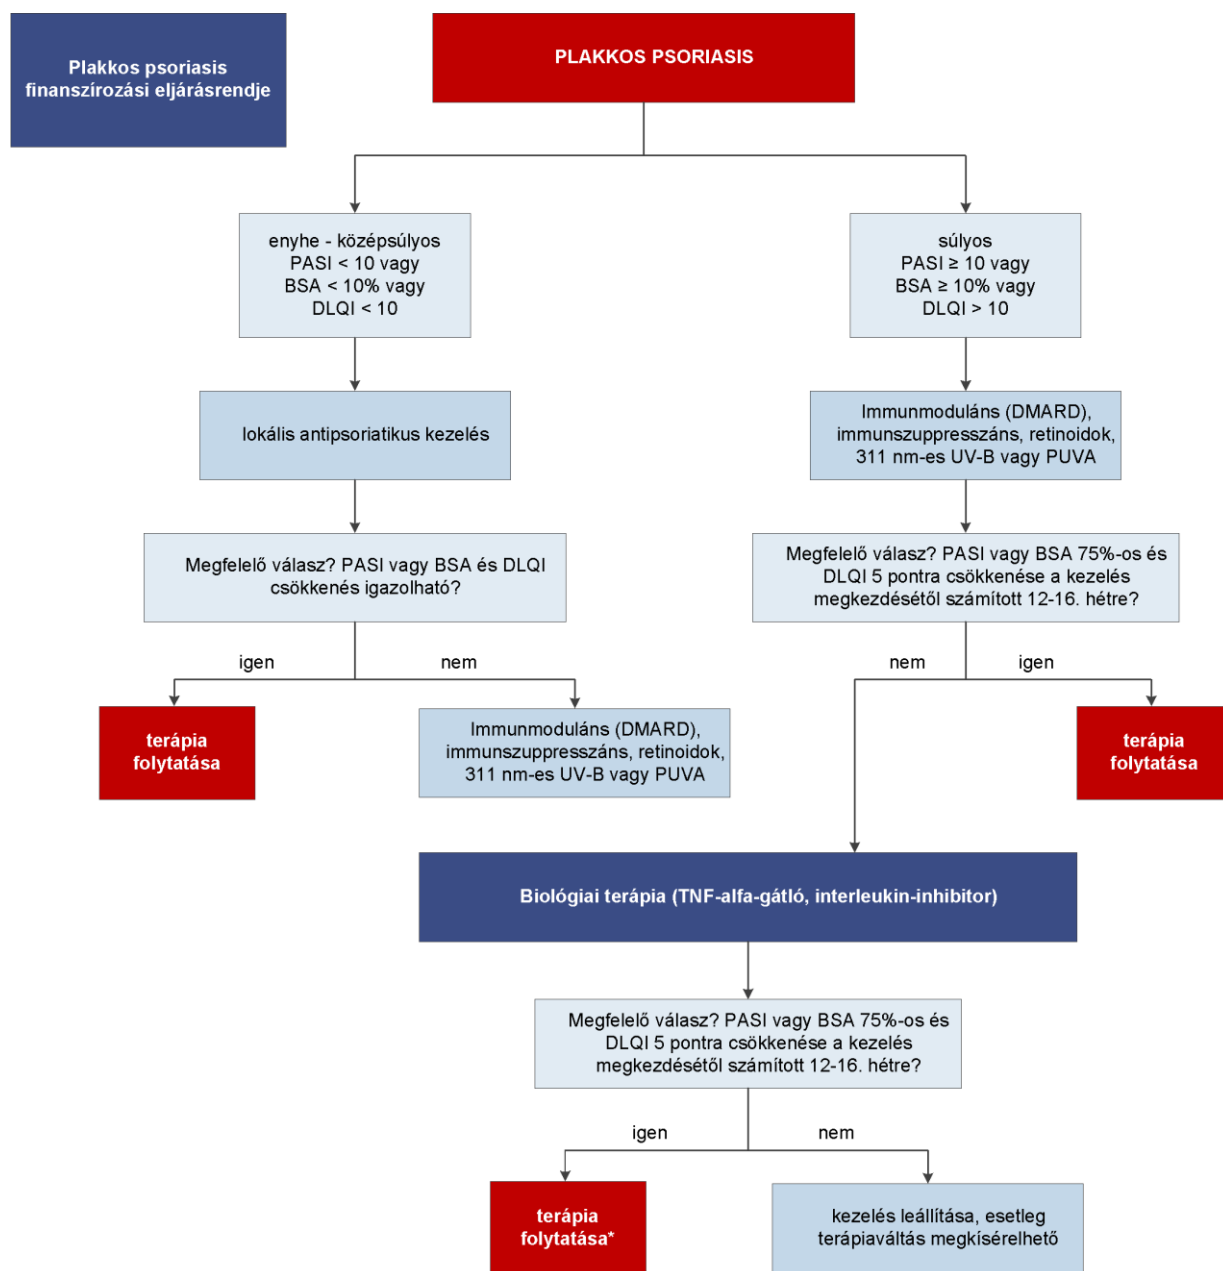 Plakkos psoriasis
finanszírozási eljárásrendje
PLAKKOS PSORIASIS
enyhe - középsúlyos
PASI < 10 vagy
BSA < 10% vagy
DLQI < 10
súlyos
PASI ≥ 10 vagy
BSA ≥ 10% vagy
DLQI > 10
lokális antipsoriatikus kezelés
Immunmoduláns (DMARD),
immunszuppresszáns, retinoidok,
311 nm-es UV-B vagy PUVA
Megfelelő válasz? PASI vagy BSA és DLQI
csökkenés igazolható?
Megfelelő válasz? PASI vagy BSA 75%-os és
DLQI 5 pontra csökkenése a kezelés
megkezdésétől számított 12-16. hétre?
igen
nem
nem
igen
terápia
folytatása
Immunmoduláns (DMARD),
immunszuppresszáns, retinoidok,
311 nm-es UV-B vagy PUVA
terápia
folytatása
Biológiai terápia (TNF-alfa-gátló, interleukin-inhibitor)
Megfelelő válasz? PASI vagy BSA 75%-os és
DLQI 5 pontra csökkenése a kezelés
megkezdésétől számított 12-16. hétre?
igen
nem
terápia
folytatása*
kezelés leállítása, esetleg
terápiaváltás megkísérelhető